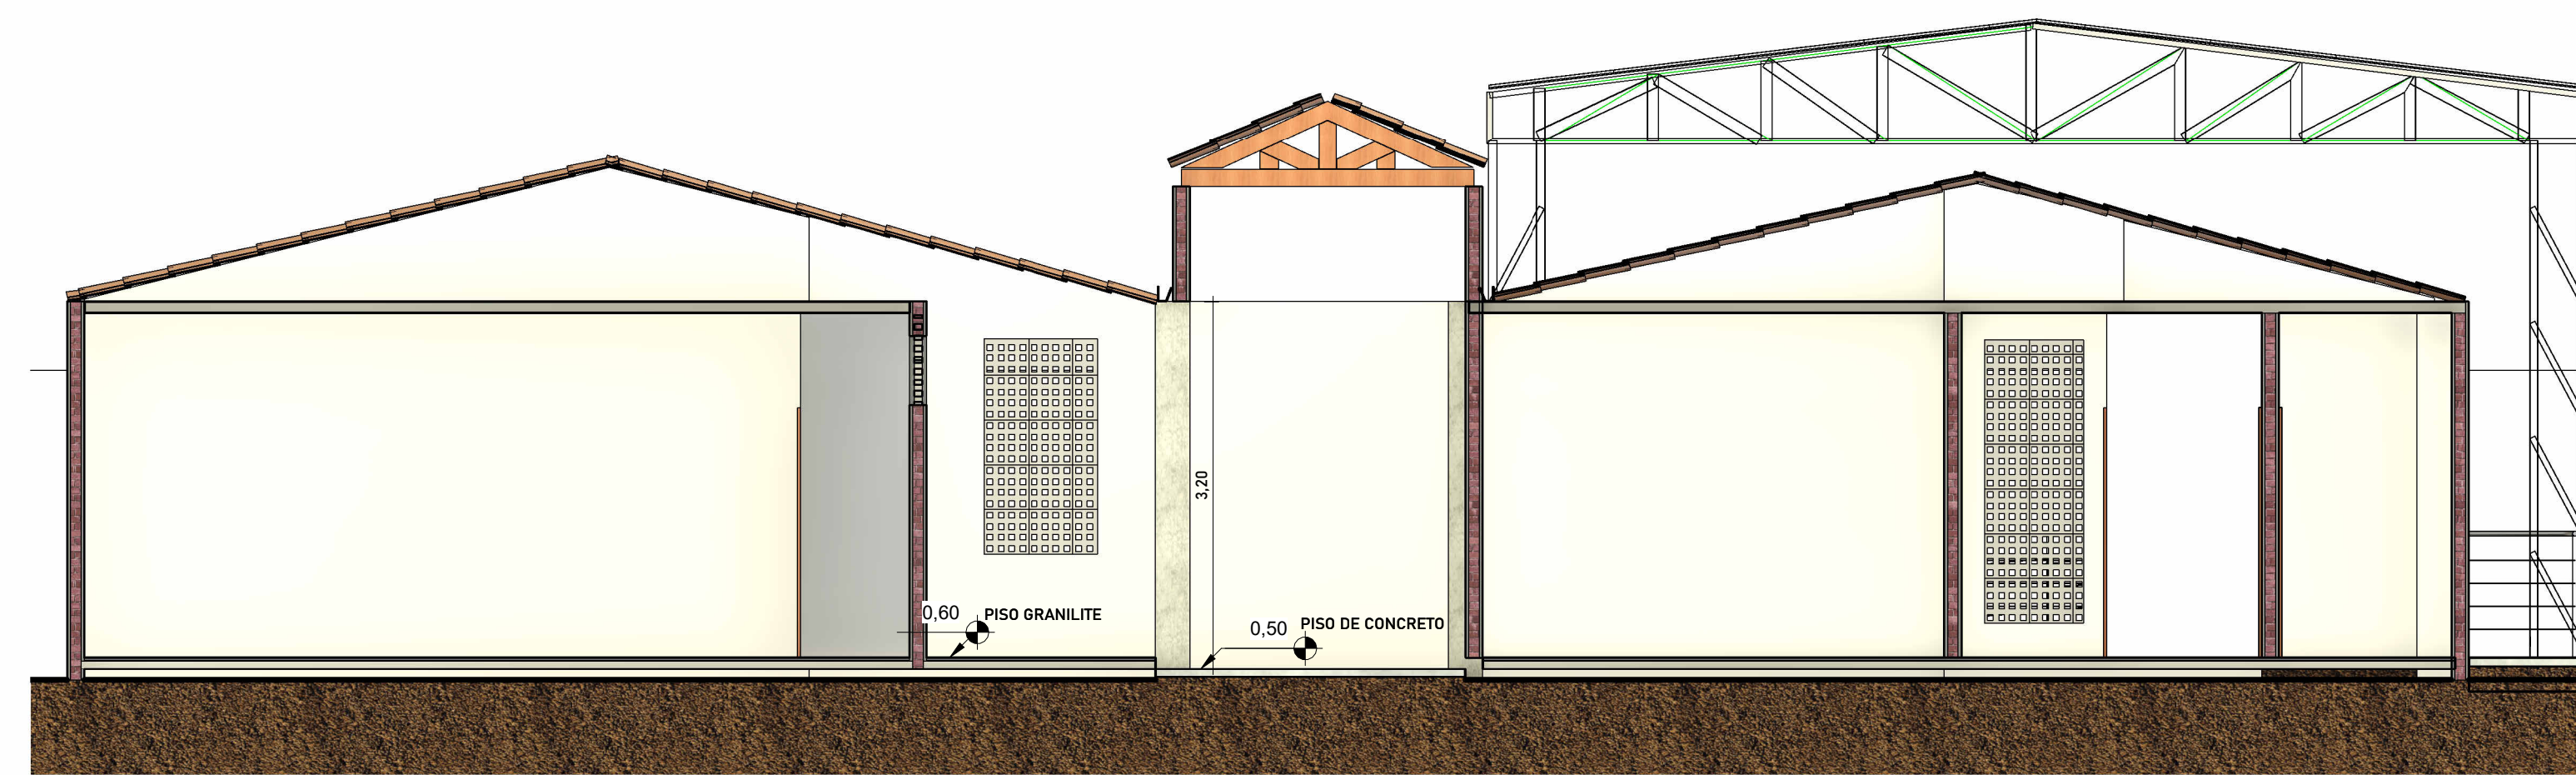 3,20
0,60 PISO GRANILITE
0,50 PISO DE CONCRETO